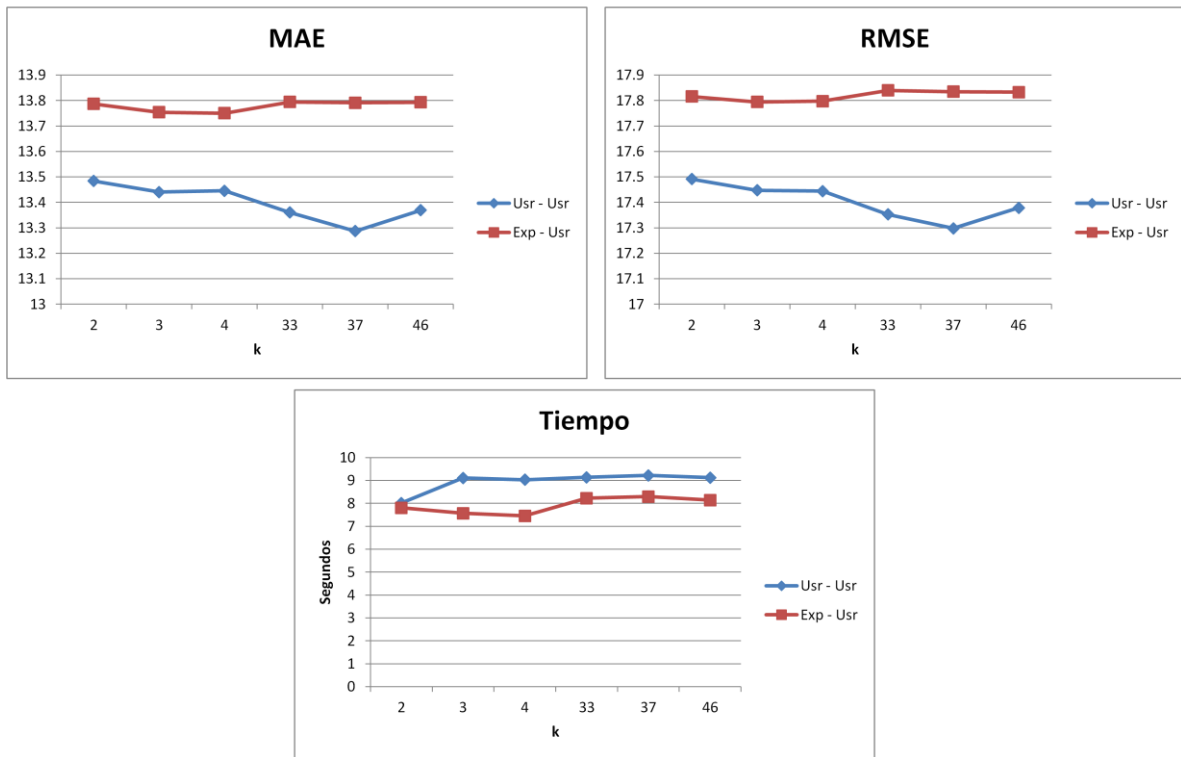 MAE
13.9
13.8
13.7
13.6
13.5
13.4
13.3
13.2
13.1
13
2 3 4 33 37 46
k
Usr - Usr
Exp - Usr
RMSE
17.9
17.8
17.7
17.6
17.5
17.4
17.3
17.2
17.1
17
2 3 4 33 37 46
k
Usr - Usr
Exp - Usr
Tiempo
Segundos
10
9
8
7
6
5
4
3
2
1
0
2 3 4 33 37 46
k
Usr - Usr
Exp - Usr